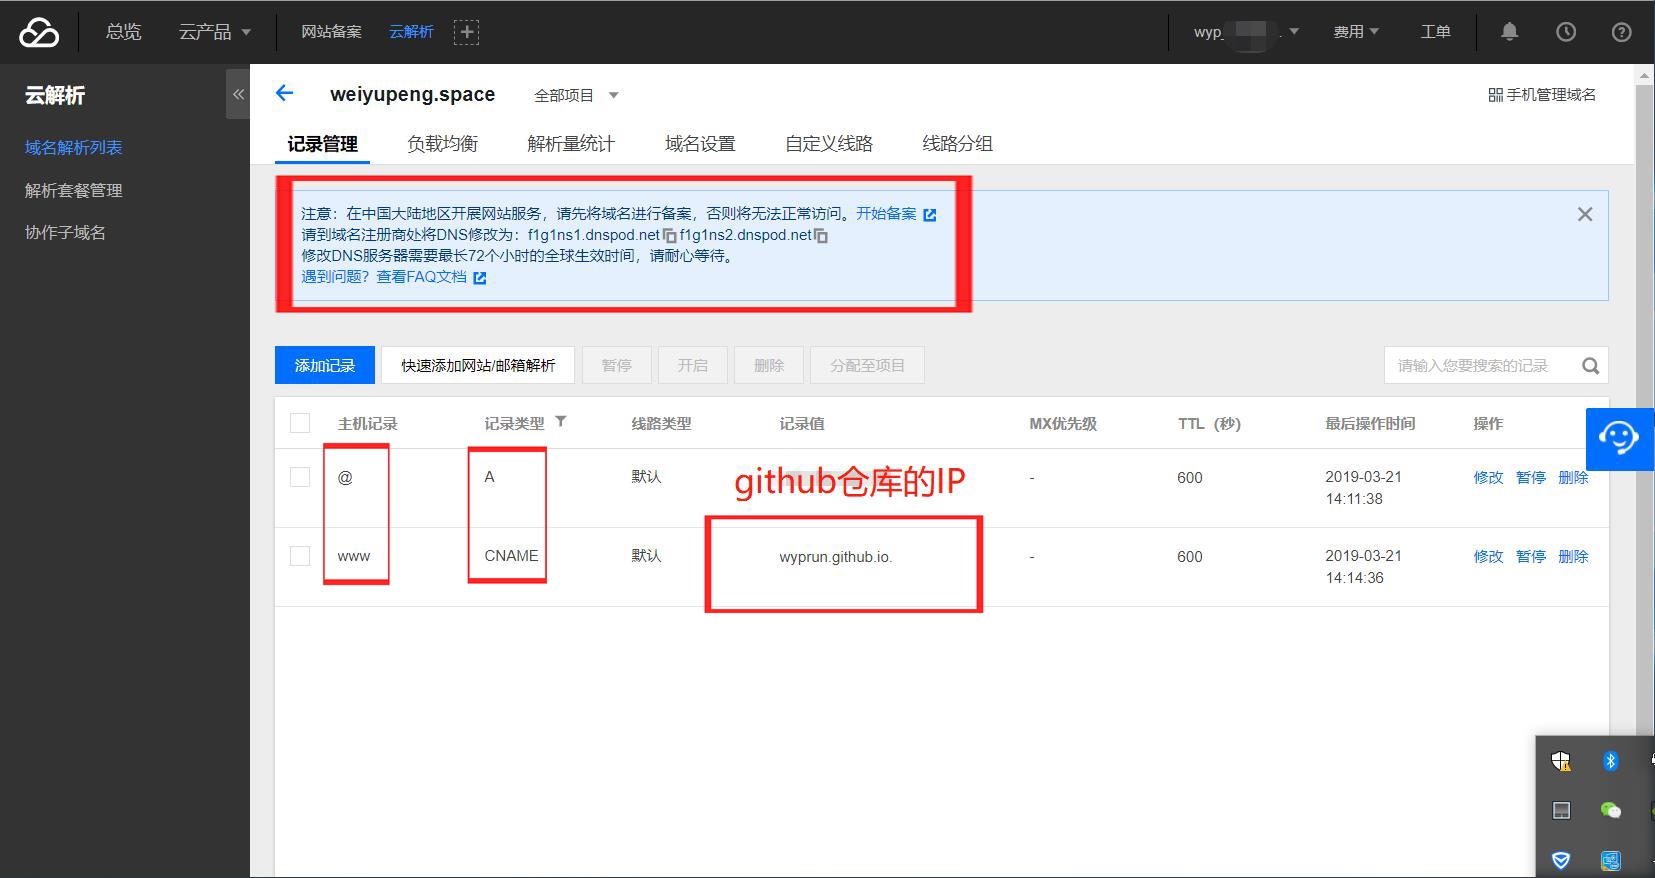 总览 云产品 网站备案 云解析 wyp_ 费用 工单
云解析
域名解析列表
解析套餐管理
协作子域名
weiyupeng.space 全部项目 手机管理域名
记录管理 负载均衡 解析量统计 域名设置 自定义线路 线路分组
注意：在中国大陆地区开展网站服务，请先将域名进行备案，否则将无法正常访问。开始备案
请到域名注册商处将DNS修改为：f1g1ns1.dnspod.net f1g1ns2.dnspod.net
修改DNS服务器需要最长72个小时的全球生效时间，请耐心等待。
遇到问题？查看FAQ文档
添加记录 快速添加网站/邮箱解析 暂停 开启 删除 分配至项目 请输入您要搜索的记录
主机记录 记录类型 线路类型 记录值 MX优先级 TTL（秒） 最后操作时间 操作
@ A 默认 github仓库的IP - 600 2019-03-21 修改 暂停 删除
14:11:38
www CNAME 默认 wyprun.github.io. - 600 2019-03-21 修改 暂停 删除
14:14:36